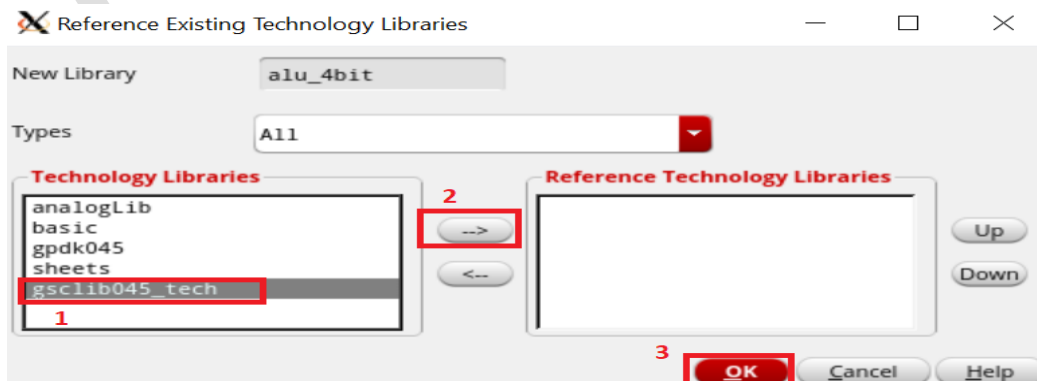 Reference Existing Technology Libraries
New Library alu_4bit
Types All
Technology Libraries
analogLib
basic
gpdk045
sheets
gsclib045_tech
1
2
-->
<--
Reference Technology Libraries
Up
Down
3
OK Cancel Help